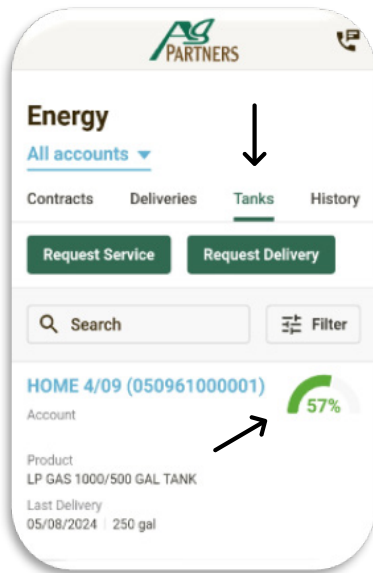 AG
PARTNERS
Energy
All accounts
Contracts Deliveries Tanks History
Request Service Request Delivery
Search Filter
HOME 4/09 (050961000001)
57%
Account
Product
LP GAS 1000/500 GAL TANK
Last Delivery
05/08/2024 250 gal